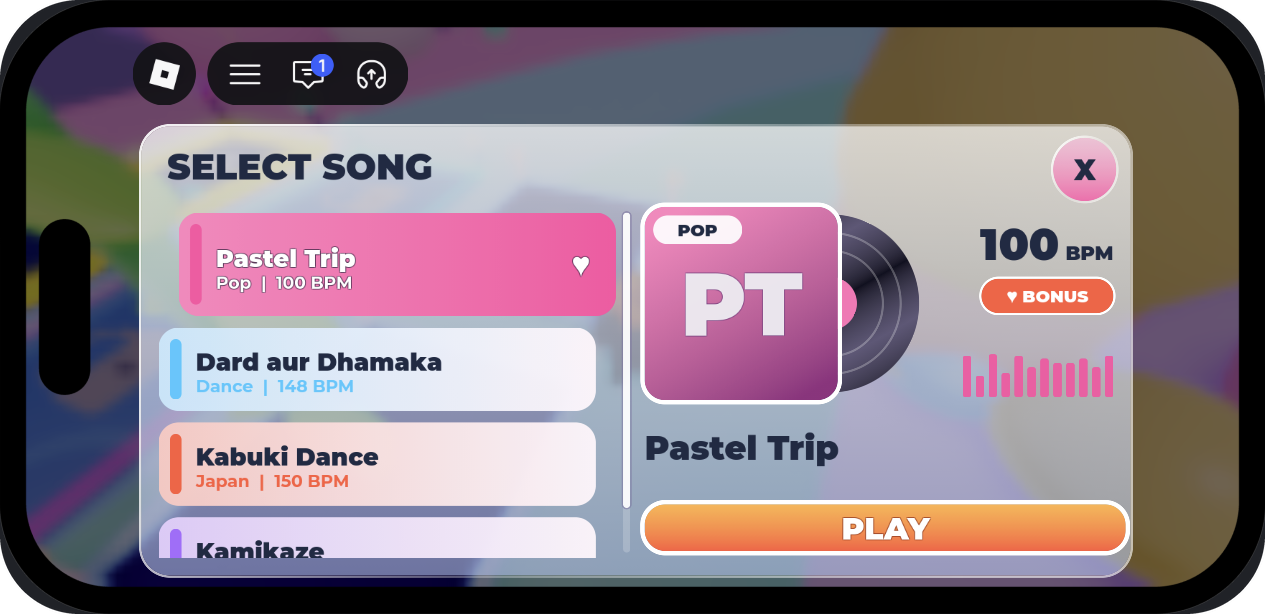 1
SELECT SONG
X
Pastel Trip
Pop | 100 BPM
♥
Dard aur Dhamaka
Dance | 148 BPM
Kabuki Dance
Japan | 150 BPM
Kamikaze
POP
PT
100 BPM
♥ BONUS
Pastel Trip
PLAY